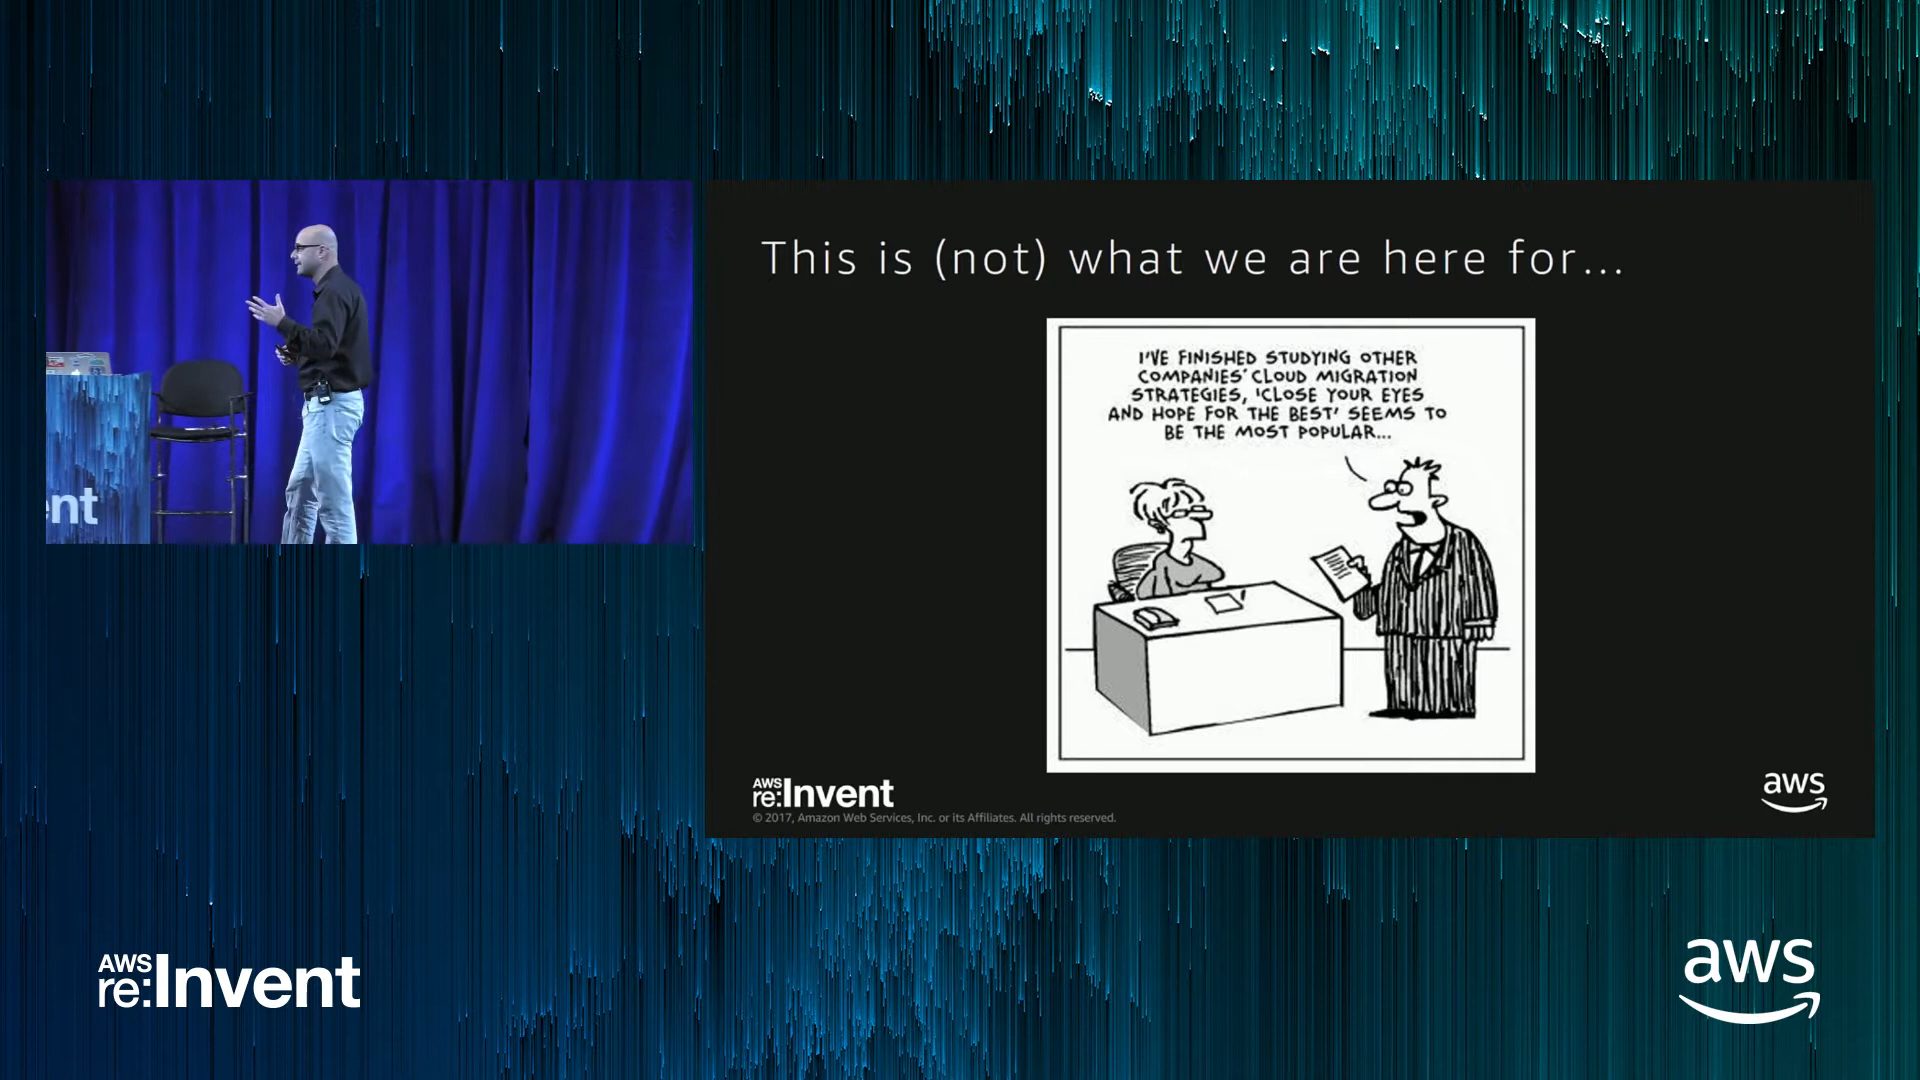 ent
This is (not) what we are here for...
I'VE FINISHED STUDYING OTHER
COMPANIES' CLOUD MIGRATION
STRATEGIES, 'CLOSE YOUR EYES
AND HOPE FOR THE BEST' SEEMS TO
BE THE MOST POPULAR...
AWS
re:Invent
© 2017, Amazon Web Services, Inc. or its Affiliates. All rights reserved.
aws
AWS
re:Invent
aws